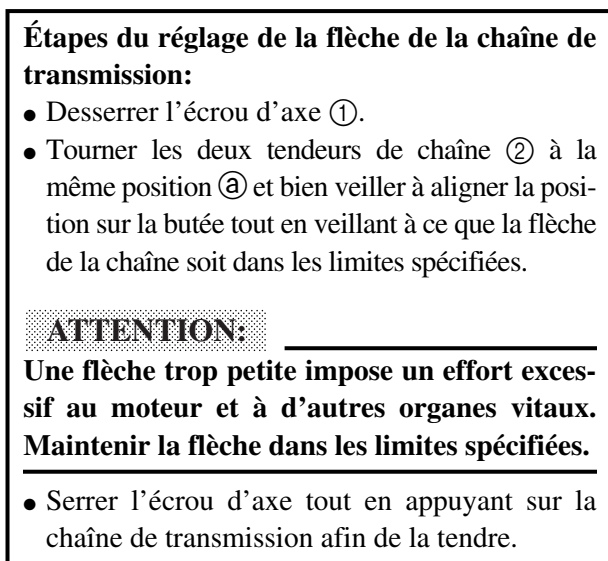 Étapes du réglage de la flèche de la chaîne de
transmission:
● Desserrer l’écrou d’axe ①.
● Tourner les deux tendeurs de chaîne ② à la
même position ⓐ et bien veiller à aligner la posi-
tion sur la butée tout en veillant à ce que la flèche
de la chaîne soit dans les limites spécifiées.
ATTENTION:
Une flèche trop petite impose un effort exces-
sif au moteur et à d’autres organes vitaux.
Maintenir la flèche dans les limites spécifiées.
● Serrer l’écrou d’axe tout en appuyant sur la
chaîne de transmission afin de la tendre.